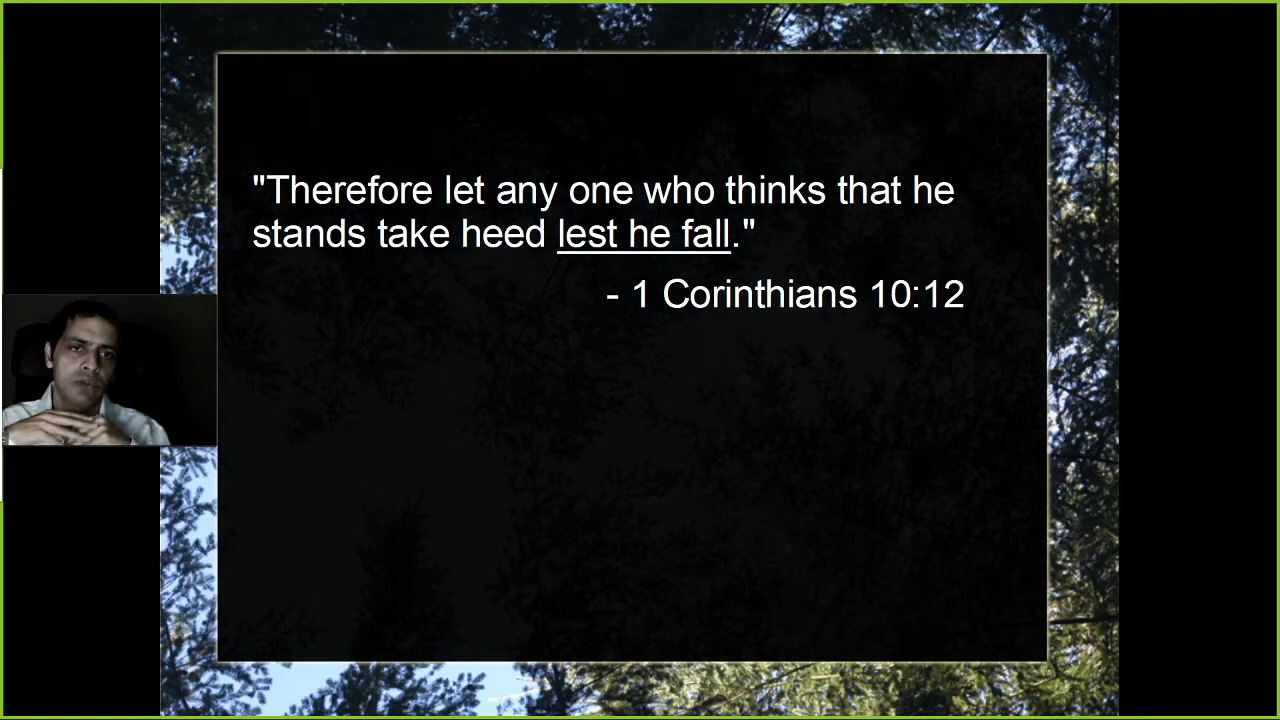 "Therefore let any one who thinks that he
stands take heed lest he fall."
- 1 Corinthians 10:12